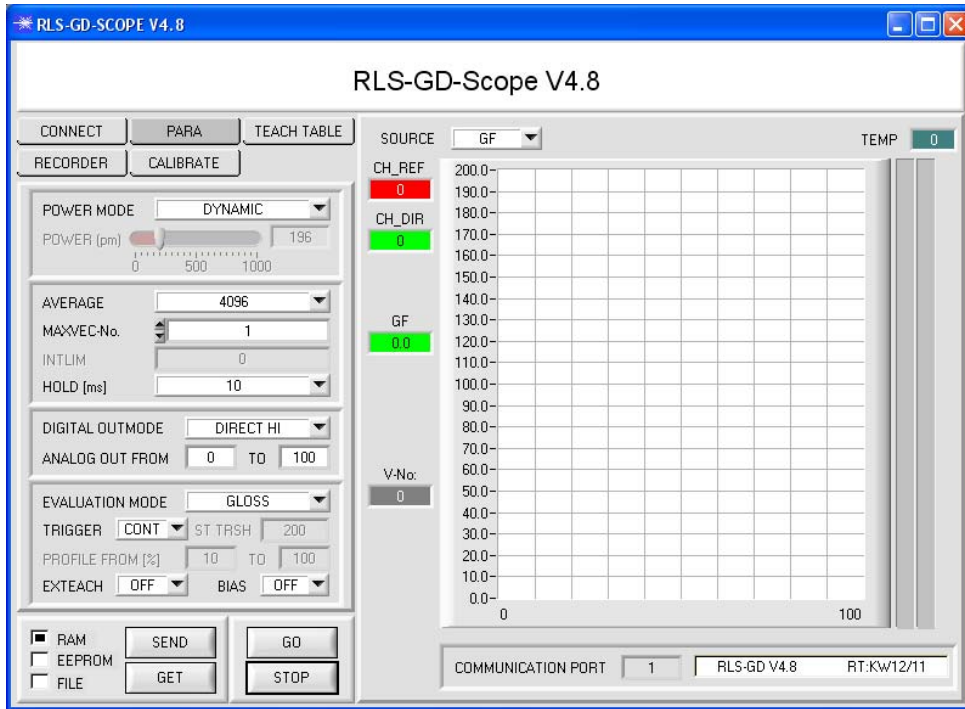 RLS-GD-SCOPE V4.8
RLS-GD-Scope V4.8
CONNECT PARA TEACH TABLE
RECORDER CALIBRATE
POWER MODE DYNAMIC
POWER (pm) 196
0 500 1000
AVERAGE 4096
MAXVEC-No. 1
INTLIM 0
HOLD [ms] 10
DIGITAL OUTMODE DIRECT HI
ANALOG OUT FROM 0 TO 100
EVALUATION MODE GLOSS
TRIGGER CONT ST TRSH 200
PROFILE FROM [%] 10 TO 100
EXTEACH OFF BIAS OFF
RAM
EEPROM
FILE
SEND
GET
GO
STOP
SOURCE GF TEMP 0
CH_REF
0
CH_DIR
0
GF
0.0
V-No:
0
200.0
190.0
180.0
170.0
160.0
150.0
140.0
130.0
120.0
110.0
100.0
90.0
80.0
70.0
60.0
50.0
40.0
30.0
20.0
10.0
0.0
0 100
COMMUNICATION PORT 1 RLS-GD V4.8 RT:KW12/11